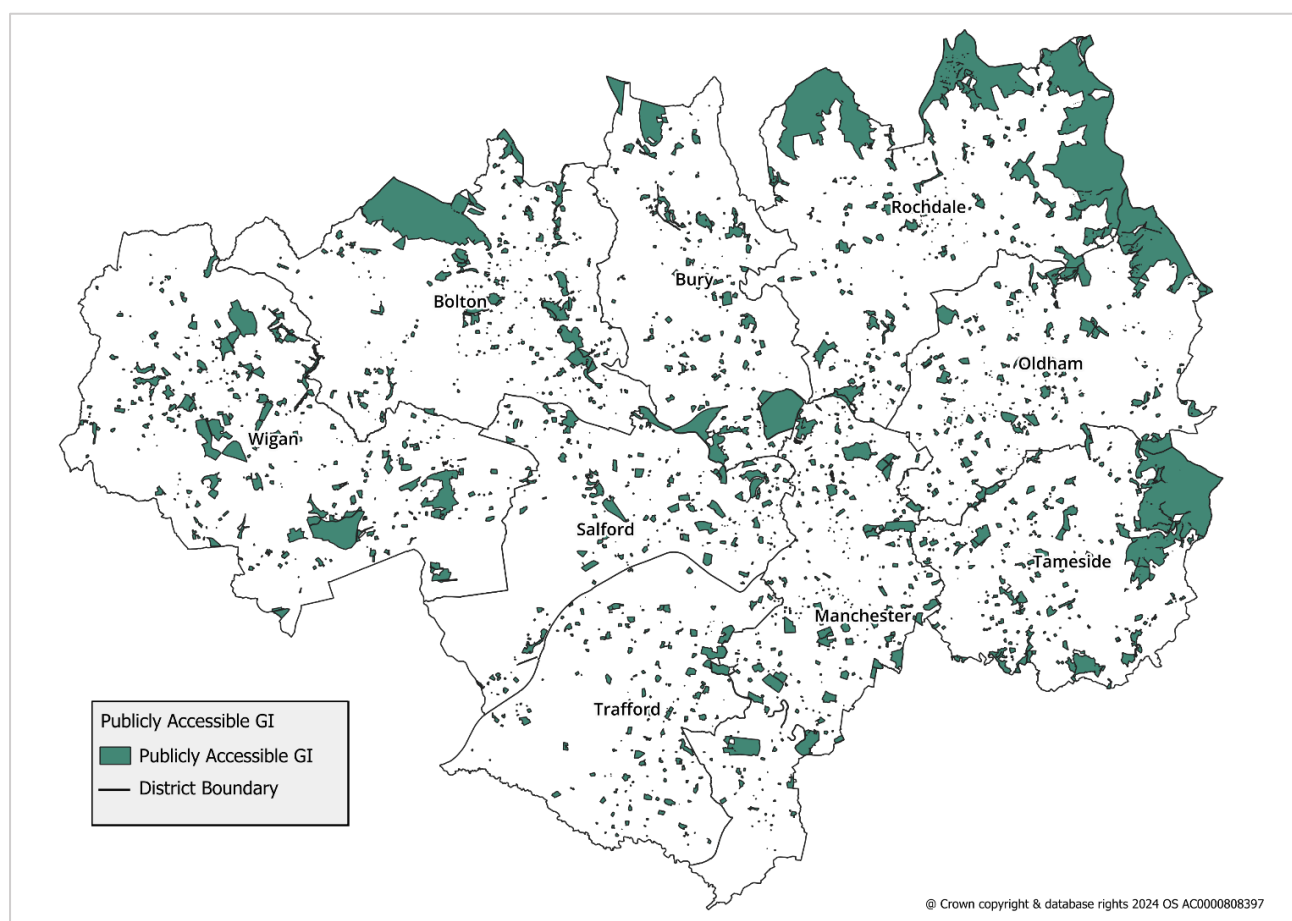 Rochdale
Bury
Bolton
Oldham
Wigan
Salford
Tameside
Manchester
Trafford
Publicly Accessible GI
Publicly Accessible GI
District Boundary
@ Crown copyright & database rights 2024 OS AC0000808397